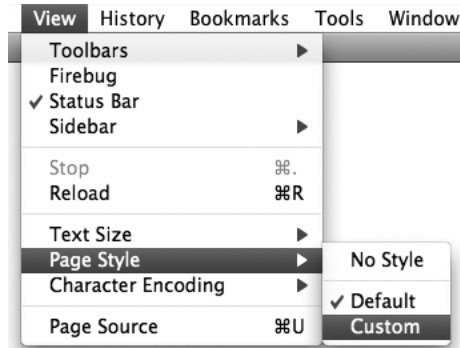 View History Bookmarks Tools Window
Toolbars ▶
Firebug
✓ Status Bar
Sidebar ▶
Stop ⌘.
Reload ⌘R
Text Size ▶
Page Style ▶
No Style
Character Encoding ▶
✓ Default
Page Source ⌘U
Custom